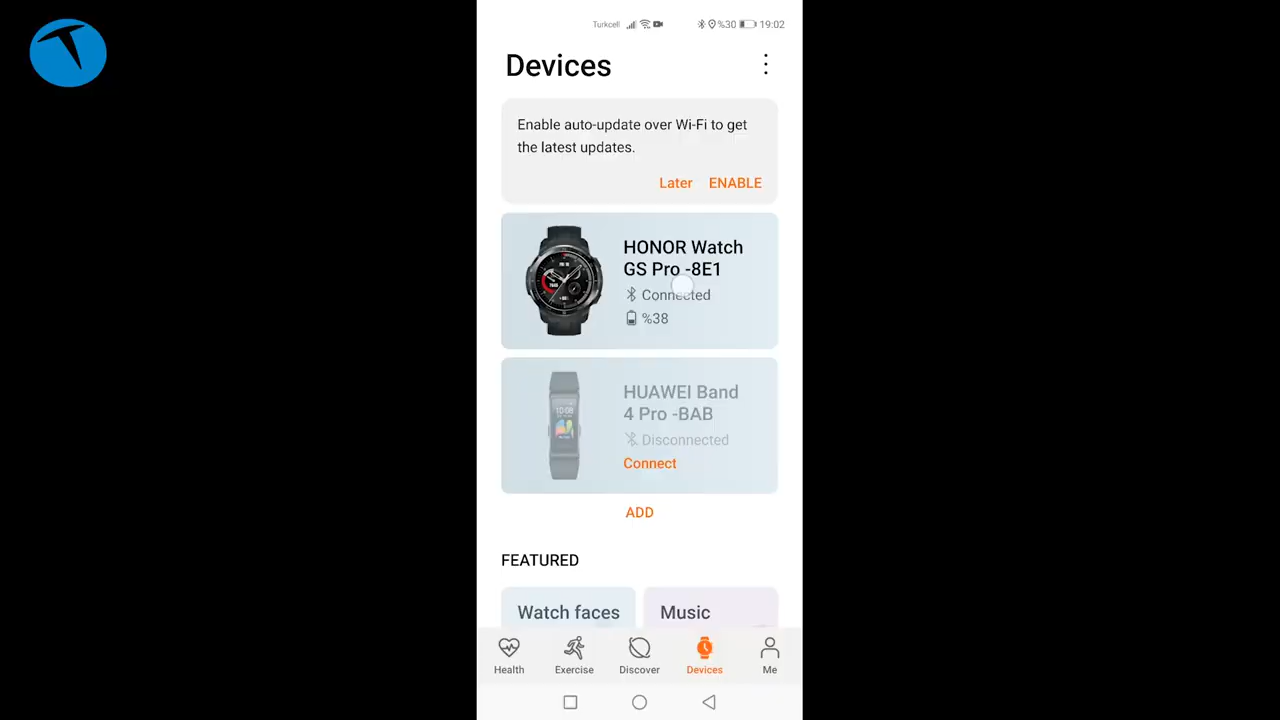 Turkcell %30 19:02
Devices
Enable auto-update over Wi-Fi to get
the latest updates.
Later ENABLE
HONOR Watch
GS Pro -8E1
Connected
%38
HUAWEI Band
4 Pro -BAB
Disconnected
Connect
ADD
FEATURED
Watch faces Music
Health Exercise Discover Devices Me